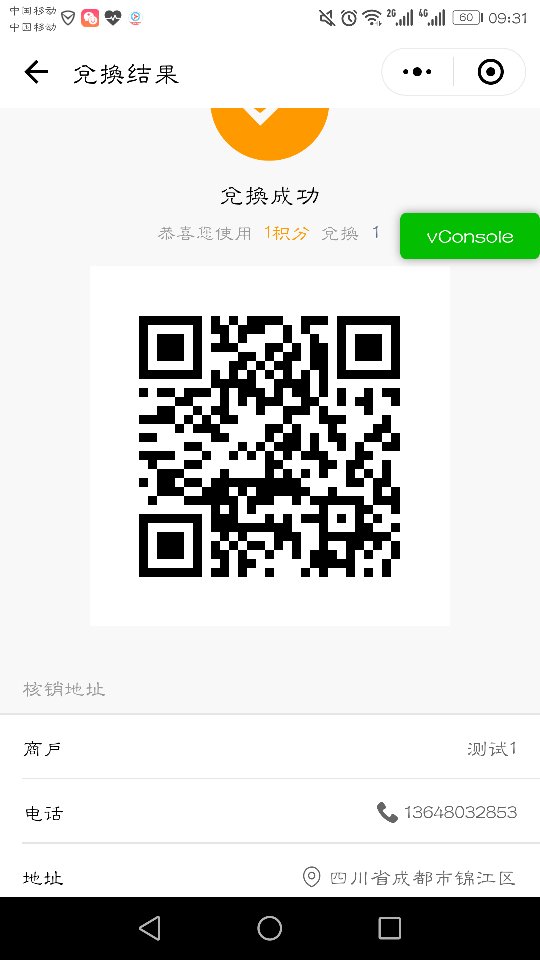 中国移动
中国移动
2G
4G
60
09:31
兑换结果
兑换成功
恭喜您使用 1积分 兑换 1
vConsole
核销地址
商户
测试1
电话
13648032853
地址
四川省成都市锦江区